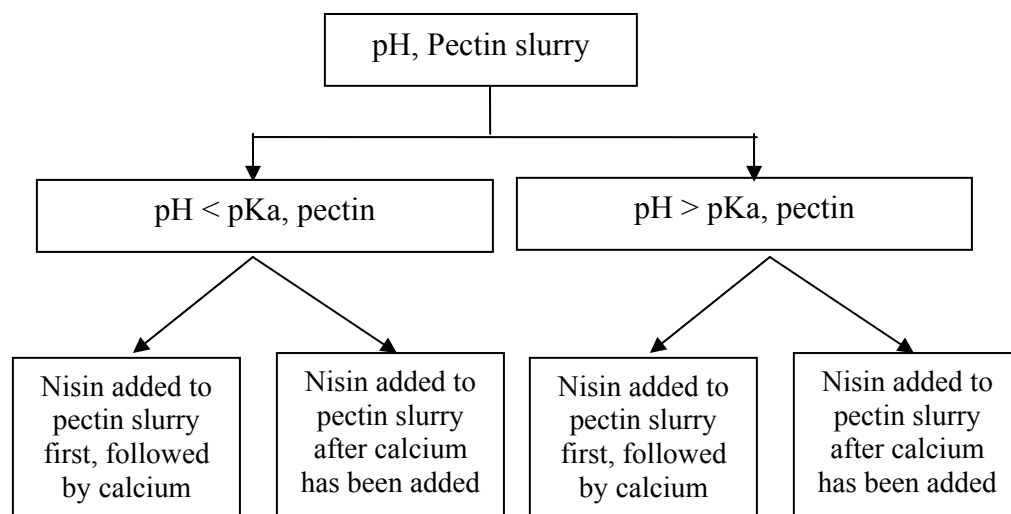 pH, Pectin slurry
pH < pKa, pectin
pH > pKa, pectin
Nisin added to
pectin slurry
first, followed
by calcium
Nisin added to
pectin slurry
after calcium
has been added
Nisin added to
pectin slurry
first, followed
by calcium
Nisin added to
pectin slurry
after calcium
has been added